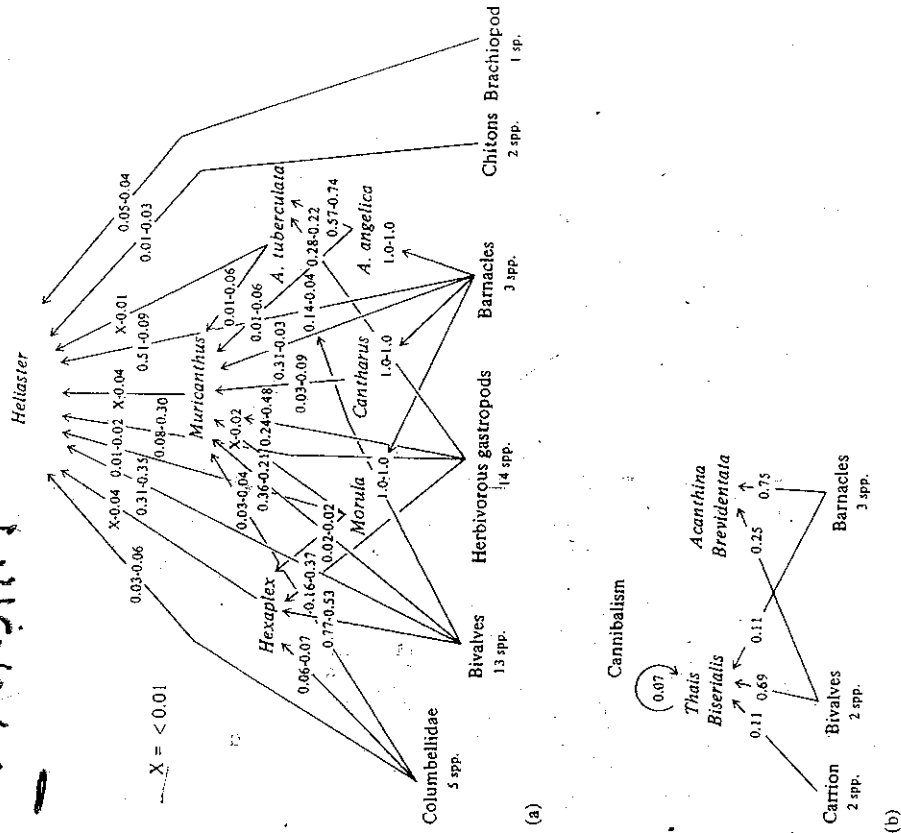 Heliaster
X = < 0.01
0.05-0.04
0.01-0.03
X-0.01
0.51-0.09
X-0.04
0.08-0.30
0.01-0.02
0.31-0.35
X-0.04
0.03-0.06
Muricanthus
A. tuberculata
0.01-0.06
0.01-0.06
0.28-0.22
0.57-0.74
0.14-0.04
0.31-0.03
0.03-0.09
X-0.02
0.24-0.48
0.36-0.21
0.03-0.04
Hexaplex
Morula
Cantharus
A. angelica
0.02-0.02
0.16-0.37
0.77-0.53
0.06-0.07
1.0-1.0
1.0-1.0
1.0-1.0
Columbellidae
5 spp.
Bivalves
13 spp.
Herbivorous gastropods
14 spp.
Barnacles
3 spp.
Chitons
2 spp.
Brachiopod
1 sp.
(a)
Cannibalism
0.07
Thais
Biserialis
Acanthina
Brevidentata
0.11
0.69
0.11
0.25
0.75
Carrion
2 spp.
Bivalves
2 spp.
Barnacles
3 spp.
(b)